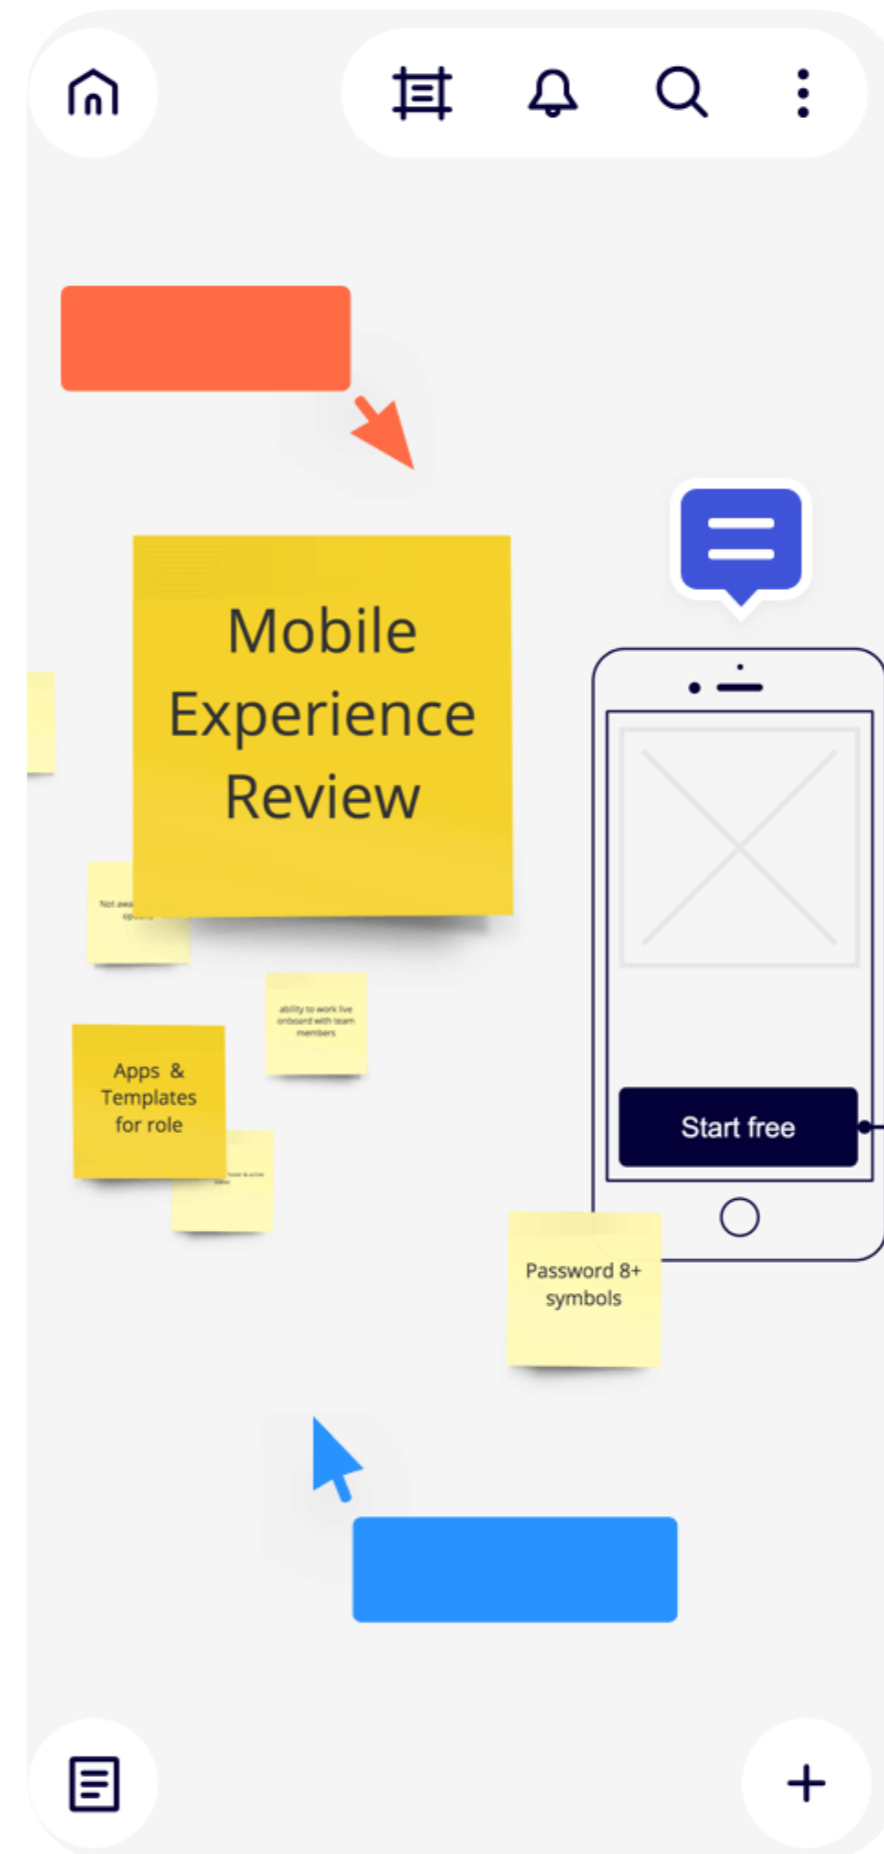 Mobile
Experience
Review
Not
ability to work live
onboard with team
members
Apps &
Templates
for role
Start free
Password 8+
symbols